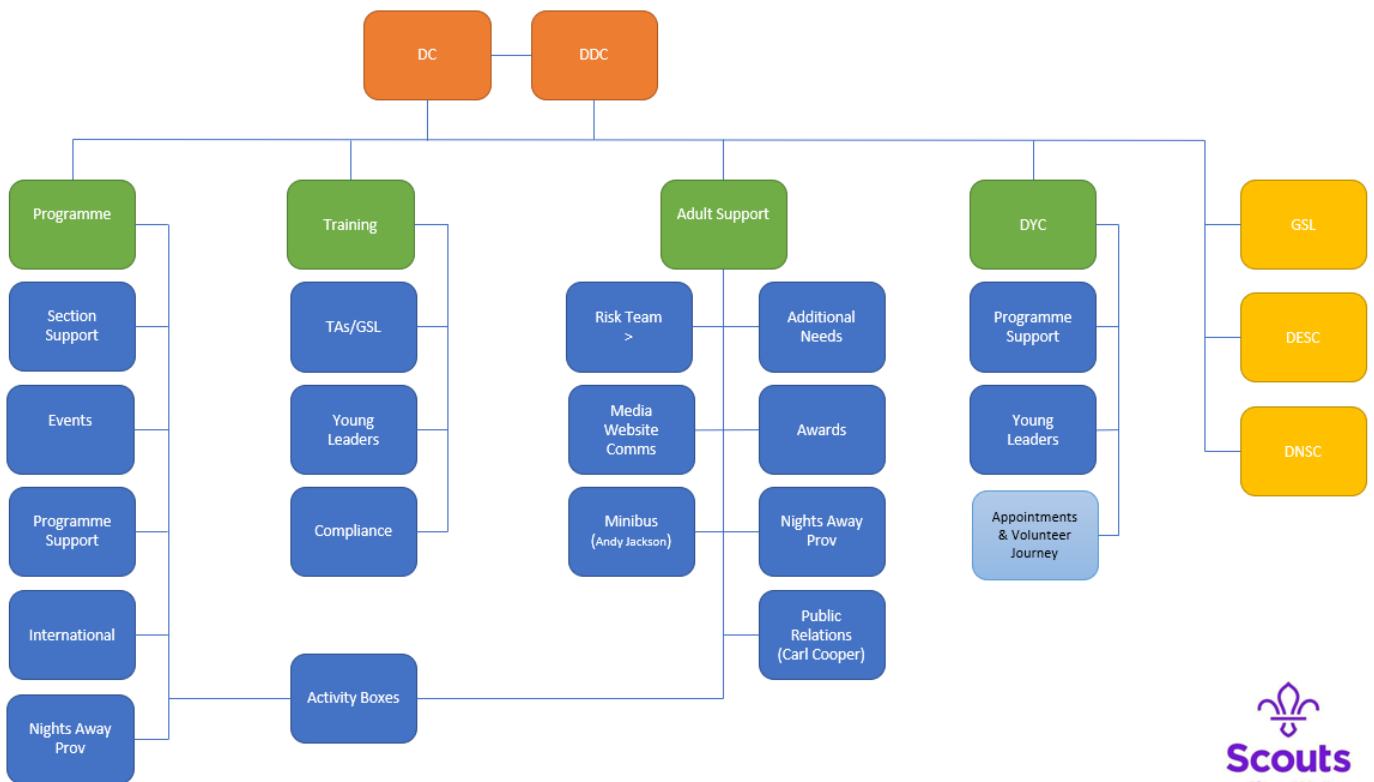 DC
DDC
Programme
Training
Adult Support
DYC
GSL
Section
Support
TAs/GSL
Risk Team
>
Additional
Needs
Programme
Support
DESC
Events
Young
Leaders
Media
Website
Comms
Awards
Young
Leaders
DNSC
Programme
Support
Compliance
Minibus
(Andy Jackson)
Nights Away
Prov
Appointments
& Volunteer
Journey
International
Public
Relations
(Carl Cooper)
Activity Boxes
Nights Away
Prov
Scouts